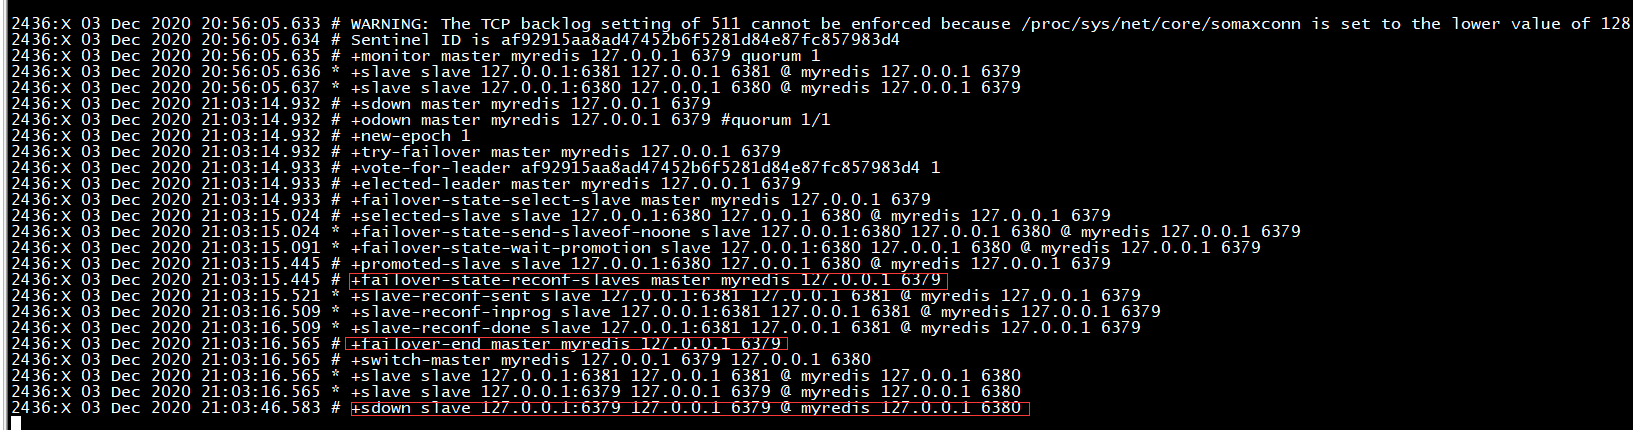 2436:X 03 Dec 2020 20:56:05.633 # WARNING: The TCP backlog setting of 511 cannot be enforced because /proc/sys/net/core/somaxconn is set to the lower value of 128
2436:X 03 Dec 2020 20:56:05.634 # Sentinel ID is af92915aa8ad47452b6f5281d84e87fc857983d4
2436:X 03 Dec 2020 20:56:05.635 # +monitor master myredis 127.0.0.1 6379 quorum 1
2436:X 03 Dec 2020 20:56:05.636 * +slave slave 127.0.0.1:6381 127.0.0.1 6381 @ myredis 127.0.0.1 6379
2436:X 03 Dec 2020 20:56:05.637 * +slave slave 127.0.0.1:6380 127.0.0.1 6380 @ myredis 127.0.0.1 6379
2436:X 03 Dec 2020 21:03:14.932 # +sdown master myredis 127.0.0.1 6379
2436:X 03 Dec 2020 21:03:14.932 # +odown master myredis 127.0.0.1 6379 #quorum 1/1
2436:X 03 Dec 2020 21:03:14.932 # +new-epoch 1
2436:X 03 Dec 2020 21:03:14.932 # +try-failover master myredis 127.0.0.1 6379
2436:X 03 Dec 2020 21:03:14.933 # +vote-for-leader af92915aa8ad47452b6f5281d84e87fc857983d4 1
2436:X 03 Dec 2020 21:03:14.933 # +elected-leader master myredis 127.0.0.1 6379
2436:X 03 Dec 2020 21:03:14.933 # +failover-state-select-slave master myredis 127.0.0.1 6379
2436:X 03 Dec 2020 21:03:15.024 # +selected-slave slave 127.0.0.1:6380 127.0.0.1 6380 @ myredis 127.0.0.1 6379
2436:X 03 Dec 2020 21:03:15.024 * +failover-state-send-slaveof-noone slave 127.0.0.1:6380 127.0.0.1 6380 @ myredis 127.0.0.1 6379
2436:X 03 Dec 2020 21:03:15.091 * +failover-state-wait-promotion slave 127.0.0.1:6380 127.0.0.1 6380 @ myredis 127.0.0.1 6379
2436:X 03 Dec 2020 21:03:15.445 # +promoted-slave slave 127.0.0.1:6380 127.0.0.1 6380 @ myredis 127.0.0.1 6379
2436:X 03 Dec 2020 21:03:15.445 # +failover-state-reconf-slaves master myredis 127.0.0.1 6379
2436:X 03 Dec 2020 21:03:15.521 * +slave-reconf-sent slave 127.0.0.1:6381 127.0.0.1 6381 @ myredis 127.0.0.1 6379
2436:X 03 Dec 2020 21:03:16.509 * +slave-reconf-inprog slave 127.0.0.1:6381 127.0.0.1 6381 @ myredis 127.0.0.1 6379
2436:X 03 Dec 2020 21:03:16.509 * +slave-reconf-done slave 127.0.0.1:6381 127.0.0.1 6381 @ myredis 127.0.0.1 6379
2436:X 03 Dec 2020 21:03:16.565 # +failover-end master myredis 127.0.0.1 6379
2436:X 03 Dec 2020 21:03:16.565 # +switch-master myredis 127.0.0.1 6379 127.0.0.1 6380
2436:X 03 Dec 2020 21:03:16.565 * +slave slave 127.0.0.1:6381 127.0.0.1 6381 @ myredis 127.0.0.1 6380
2436:X 03 Dec 2020 21:03:16.565 * +slave slave 127.0.0.1:6379 127.0.0.1 6379 @ myredis 127.0.0.1 6380
2436:X 03 Dec 2020 21:03:46.583 # +sdown slave 127.0.0.1:6379 127.0.0.1 6379 @ myredis 127.0.0.1 6380